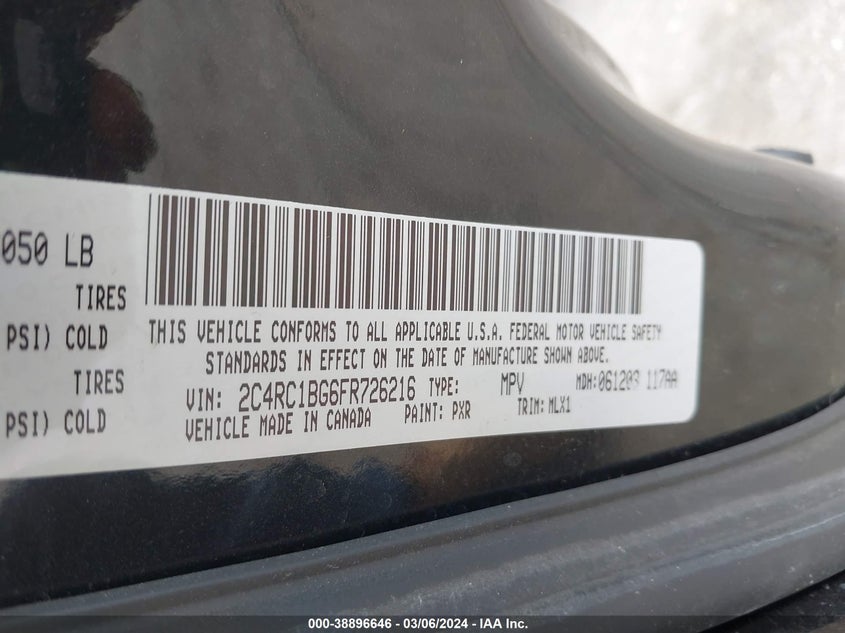 050 LB
TIRES
PSI) COLD
TIRES
PSI) COLD
THIS VEHICLE CONFORMS TO ALL APPLICABLE U.S.A. FEDERAL MOTOR VEHICLE SAFETY
STANDARDS IN EFFECT ON THE DATE OF MANUFACTURE SHOWN ABOVE.
VIN: 2C4RC1BG6FR726216 TYPE: MPV MDH: 061203 117AA
VEHICLE MADE IN CANADA PAINT: PXR TRIM: MLX1
000-38896646 - 03/06/2024 - IAA Inc.